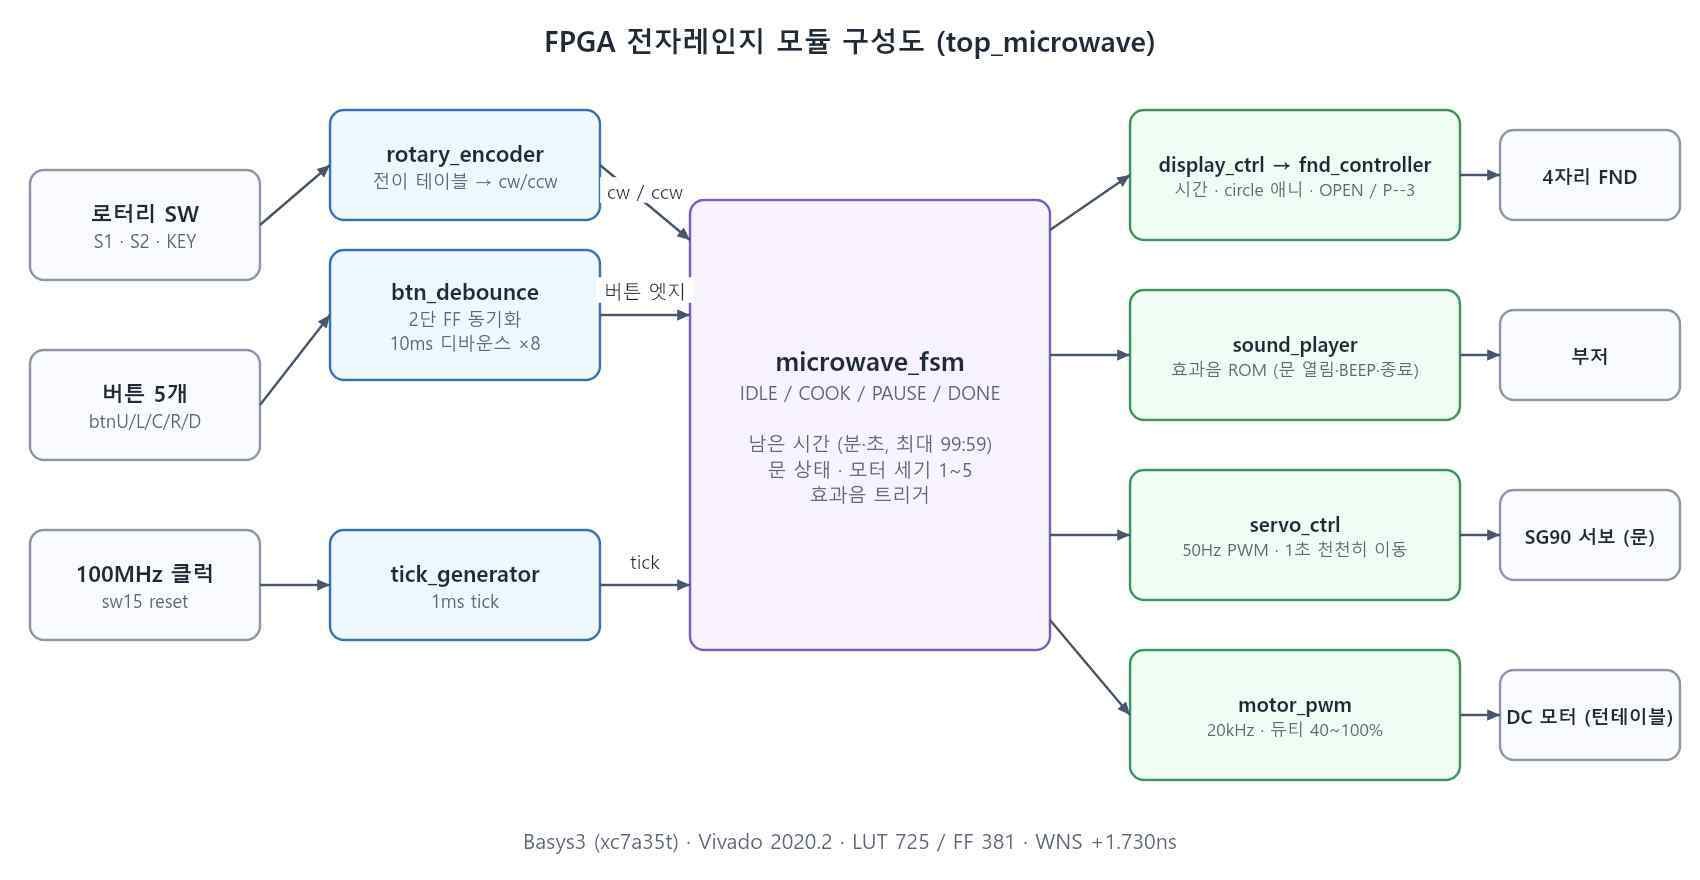 FPGA 전자레인지 모듈 구성도 (top_microwave)
로터리 SW
S1 · S2 · KEY
버튼 5개
btnU/L/C/R/D
100MHz 클럭
sw15 reset
rotary_encoder
전이 테이블 → cw/ccw
btn_debounce
2단 FF 동기화
10ms 디바운스 ×8
tick_generator
1ms tick
cw / ccw
버튼 엣지
tick
microwave_fsm
IDLE / COOK / PAUSE / DONE
남은 시간 (분·초, 최대 99:59)
문 상태 · 모터 세기 1~5
효과음 트리거
display_ctrl → fnd_controller
시간 · circle 애니 · OPEN / P--3
sound_player
효과음 ROM (문 열림·BEEP·종료)
servo_ctrl
50Hz PWM · 1초 천천히 이동
motor_pwm
20kHz · 듀티 40~100%
4자리 FND
부저
SG90 서보 (문)
DC 모터 (턴테이블)
Basys3 (xc7a35t) · Vivado 2020.2 · LUT 725 / FF 381 · WNS +1.730ns